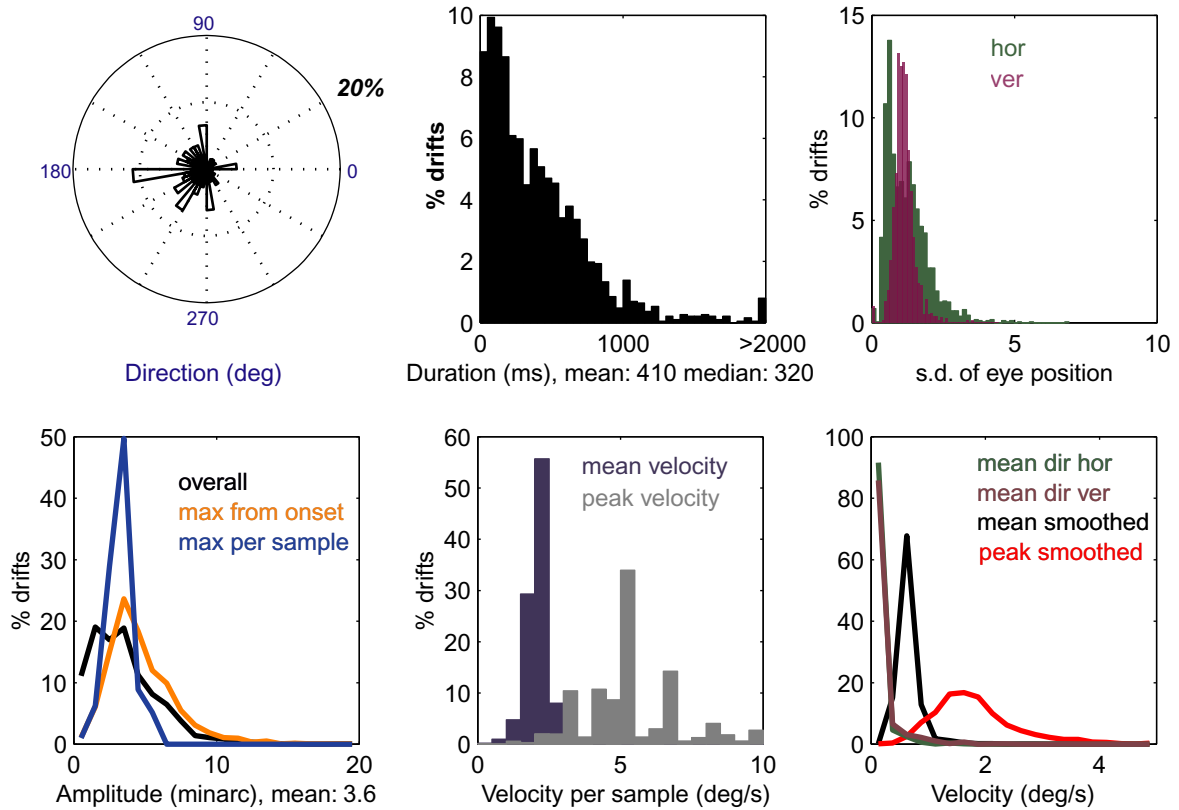 90
20%
180
0
270
Direction (deg)
10
8
6
4
2
0
% drifts
0
1000
>2000
Duration (ms), mean: 410 median: 320
15
10
5
0
% drifts
hor
ver
0
5
10
s.d. of eye position
50
40
30
20
10
0
% drifts
overall
max from onset
max per sample
0
10
20
Amplitude (minarc), mean: 3.6
60
50
40
30
20
10
0
% drifts
mean velocity
peak velocity
0
5
10
Velocity per sample (deg/s)
100
80
60
40
20
0
% drifts
mean dir hor
mean dir ver
mean smoothed
peak smoothed
0
2
4
Velocity (deg/s)